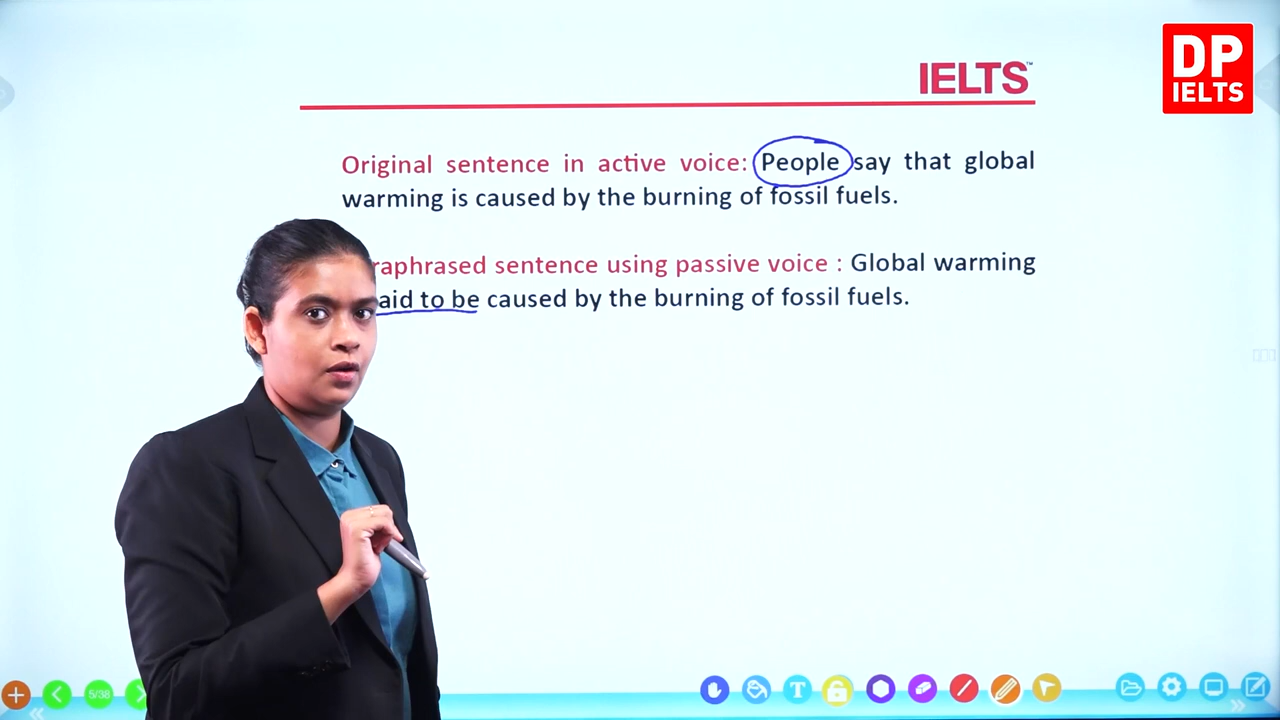 IELTS™
DP
IELTS
Original sentence in active voice: People say that global
warming is caused by the burning of fossil fuels.
raphrased sentence using passive voice : Global warming
aid to be caused by the burning of fossil fuels.
5/38
T